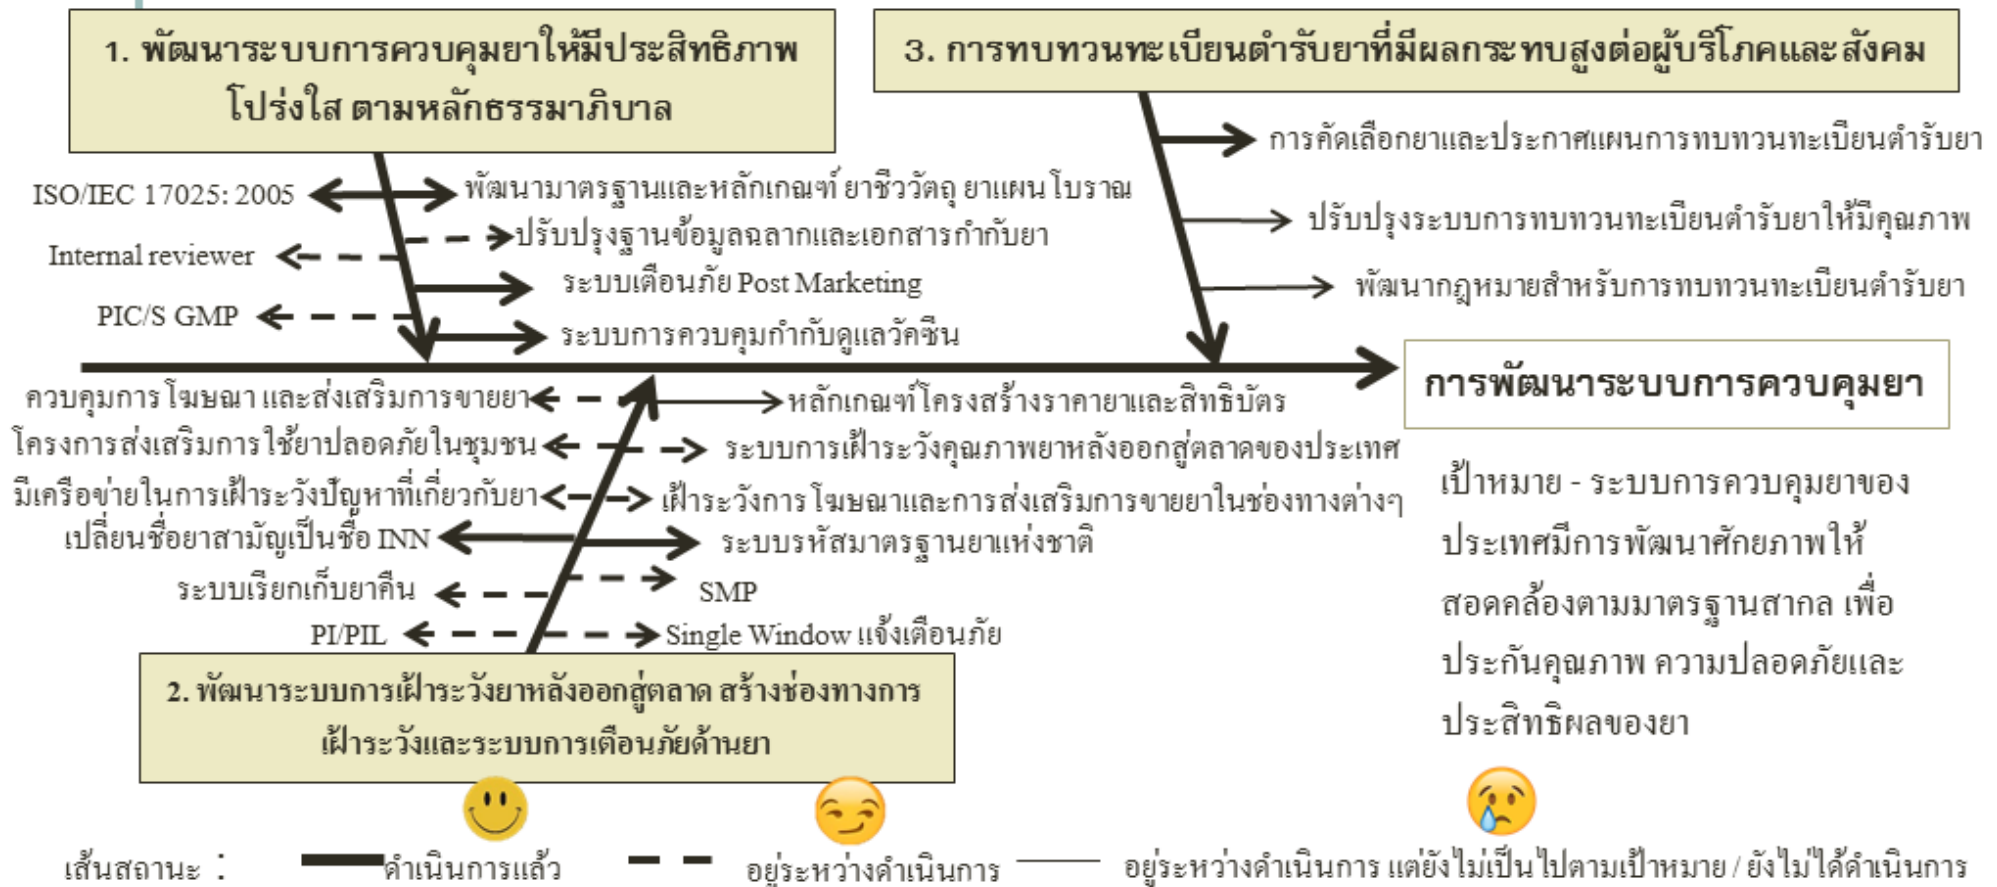 1. พัฒนาระบบการควบคุมยาให้มีประสิทธิภาพ
โปร่งใส ตามหลักธรรมาภิบาล
3. การทบทวนทะเบียนตำรับยาที่มีผลกระทบสูงต่อผู้บริโภคและสังคม
ISO/IEC 17025: 2005
Internal reviewer
PIC/S GMP
พัฒนามาตรฐานและหลักเกณฑ์ ยาชีววัตถุ ยาแผนโบราณ
ปรับปรุงฐานข้อมูลฉลากและเอกสารกำกับยา
ระบบเตือนภัย Post Marketing
ระบบการควบคุมกำกับดูแลวัคซีน
การคัดเลือกยาและประกาศแผนการทบทวนทะเบียนตำรับยา
ปรับปรุงระบบการทบทวนทะเบียนตำรับยาให้มีคุณภาพ
พัฒนากฎหมายสำหรับการทบทวนทะเบียนตำรับยา
การพัฒนาระบบการควบคุมยา
ควบคุมการโฆษณา และส่งเสริมการขายยา
โครงการส่งเสริมการใช้ยาปลอดภัยในชุมชน
มีเครือข่ายในการเฝ้าระวังปัญหาที่เกี่ยวกับยา
เปลี่ยนชื่อยาสามัญเป็นชื่อ INN
ระบบเรียกเก็บยาคืน
PI/PIL
หลักเกณฑ์โครงสร้างราคายาและสิทธิบัตร
ระบบการเฝ้าระวังคุณภาพยาหลังออกสู่ตลาดของประเทศ
เฝ้าระวังการโฆษณาและการส่งเสริมการขายยาในช่องทางต่างๆ
ระบบรหัสมาตรฐานยาแห่งชาติ
SMP
Single Window แจ้งเตือนภัย
เป้าหมาย - ระบบการควบคุมยาของ
ประเทศมีการพัฒนาศักยภาพให้
สอดคล้องตามมาตรฐานสากล เพื่อ
ประกันคุณภาพ ความปลอดภัยและ
ประสิทธิผลของยา
2. พัฒนาระบบการเฝ้าระวังยาหลังออกสู่ตลาด สร้างช่องทางการ
เฝ้าระวังและระบบการเตือนภัยด้านยา
เส้นสถานะ : ดำเนินการแล้ว อยู่ระหว่างดำเนินการ อยู่ระหว่างดำเนินการ แต่ยังไม่เป็นไปตามเป้าหมาย / ยังไม่ได้ดำเนินการ